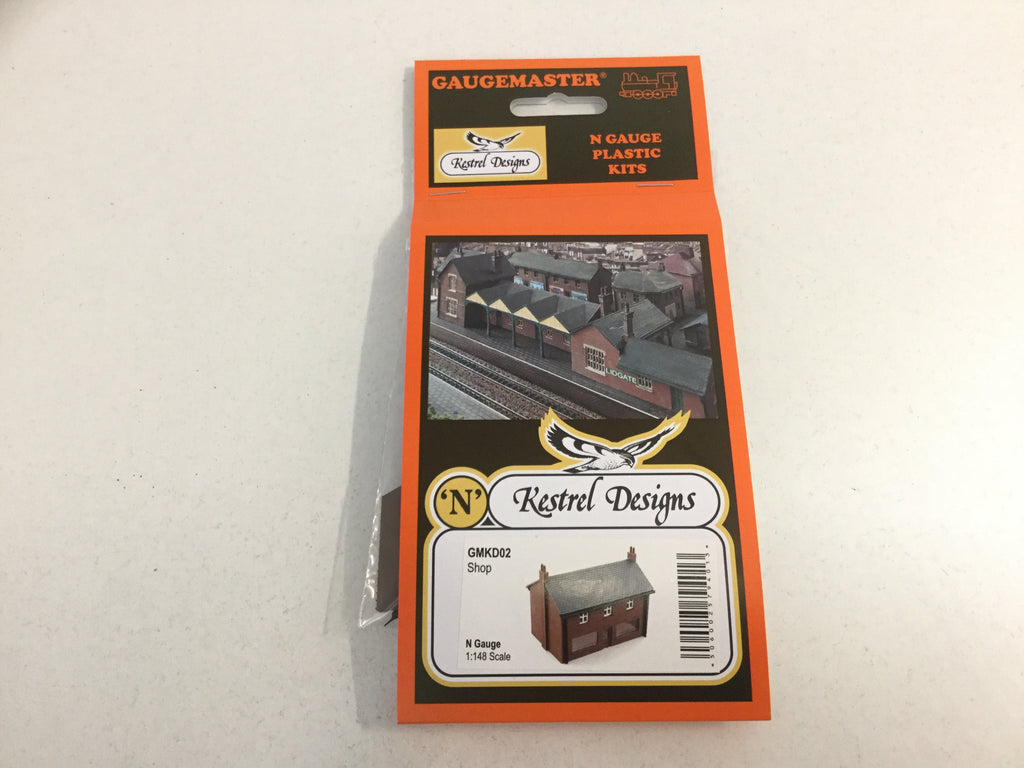 GAUGEMASTER®
Kestrel Designs
N GAUGE
PLASTIC
KITS
LIDGATE
'N'
Kestrel Designs
GMKD02
Shop
N Gauge
1:148 Scale